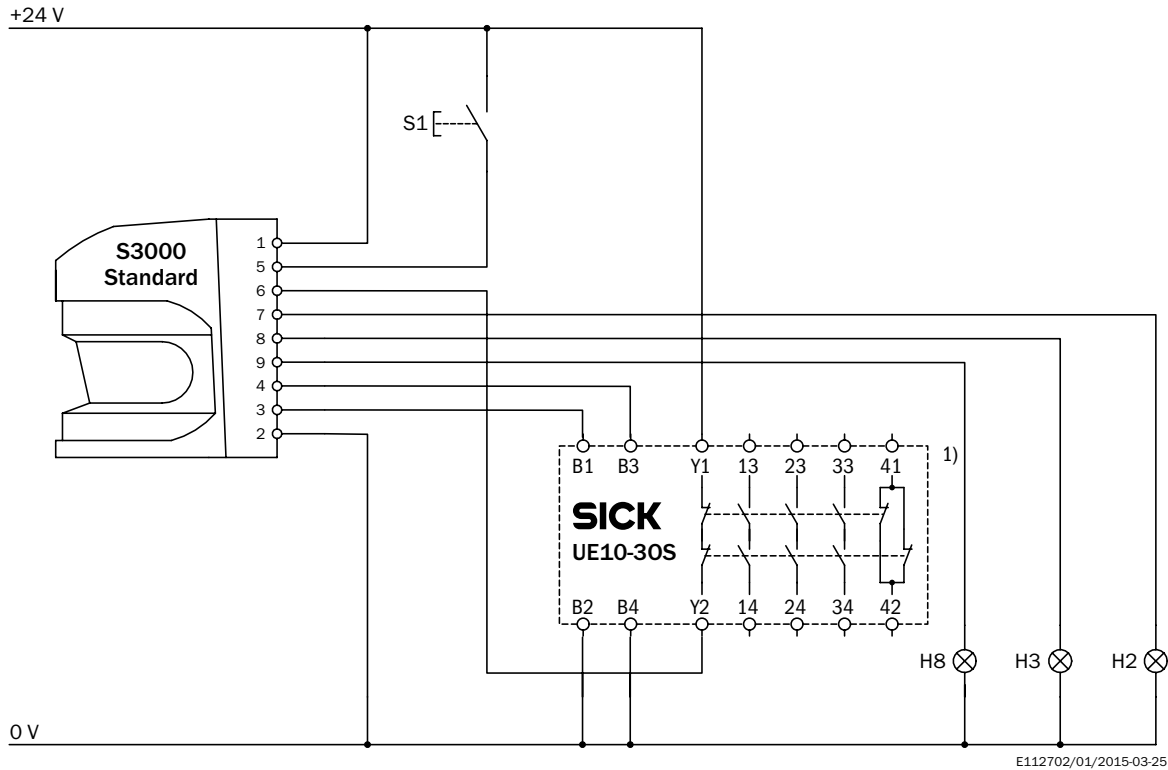 +24 V
S1
S3000
Standard
1
5
6
7
8
9
4
3
2
B1 B3 Y1 13 23 33 41 1)
SICK
UE10-3OS
B2 B4 Y2 14 24 34 42
H8 H3 H2
0 V
E112702/01/2015-03-25